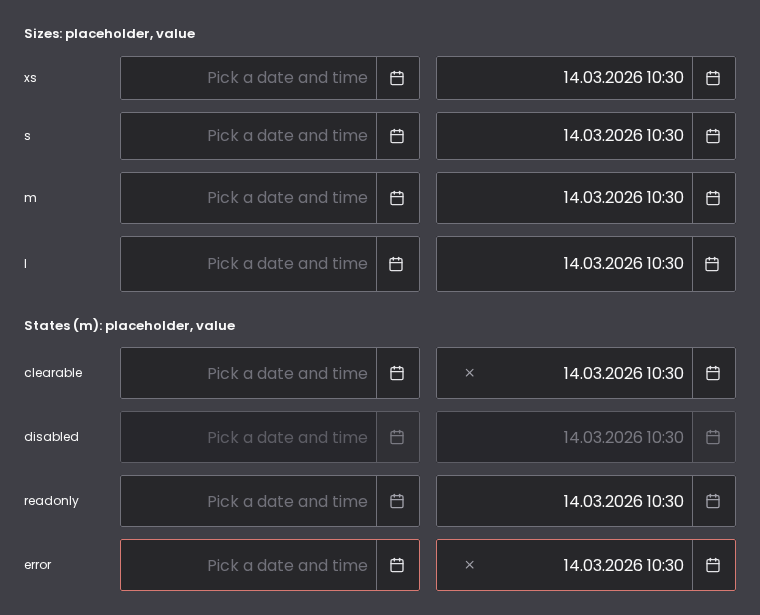 Sizes: placeholder, value
xs Pick a date and time 14.03.2026 10:30
s Pick a date and time 14.03.2026 10:30
m Pick a date and time 14.03.2026 10:30
l Pick a date and time 14.03.2026 10:30
States (m): placeholder, value
clearable Pick a date and time 14.03.2026 10:30
disabled Pick a date and time 14.03.2026 10:30
readonly Pick a date and time 14.03.2026 10:30
error Pick a date and time 14.03.2026 10:30